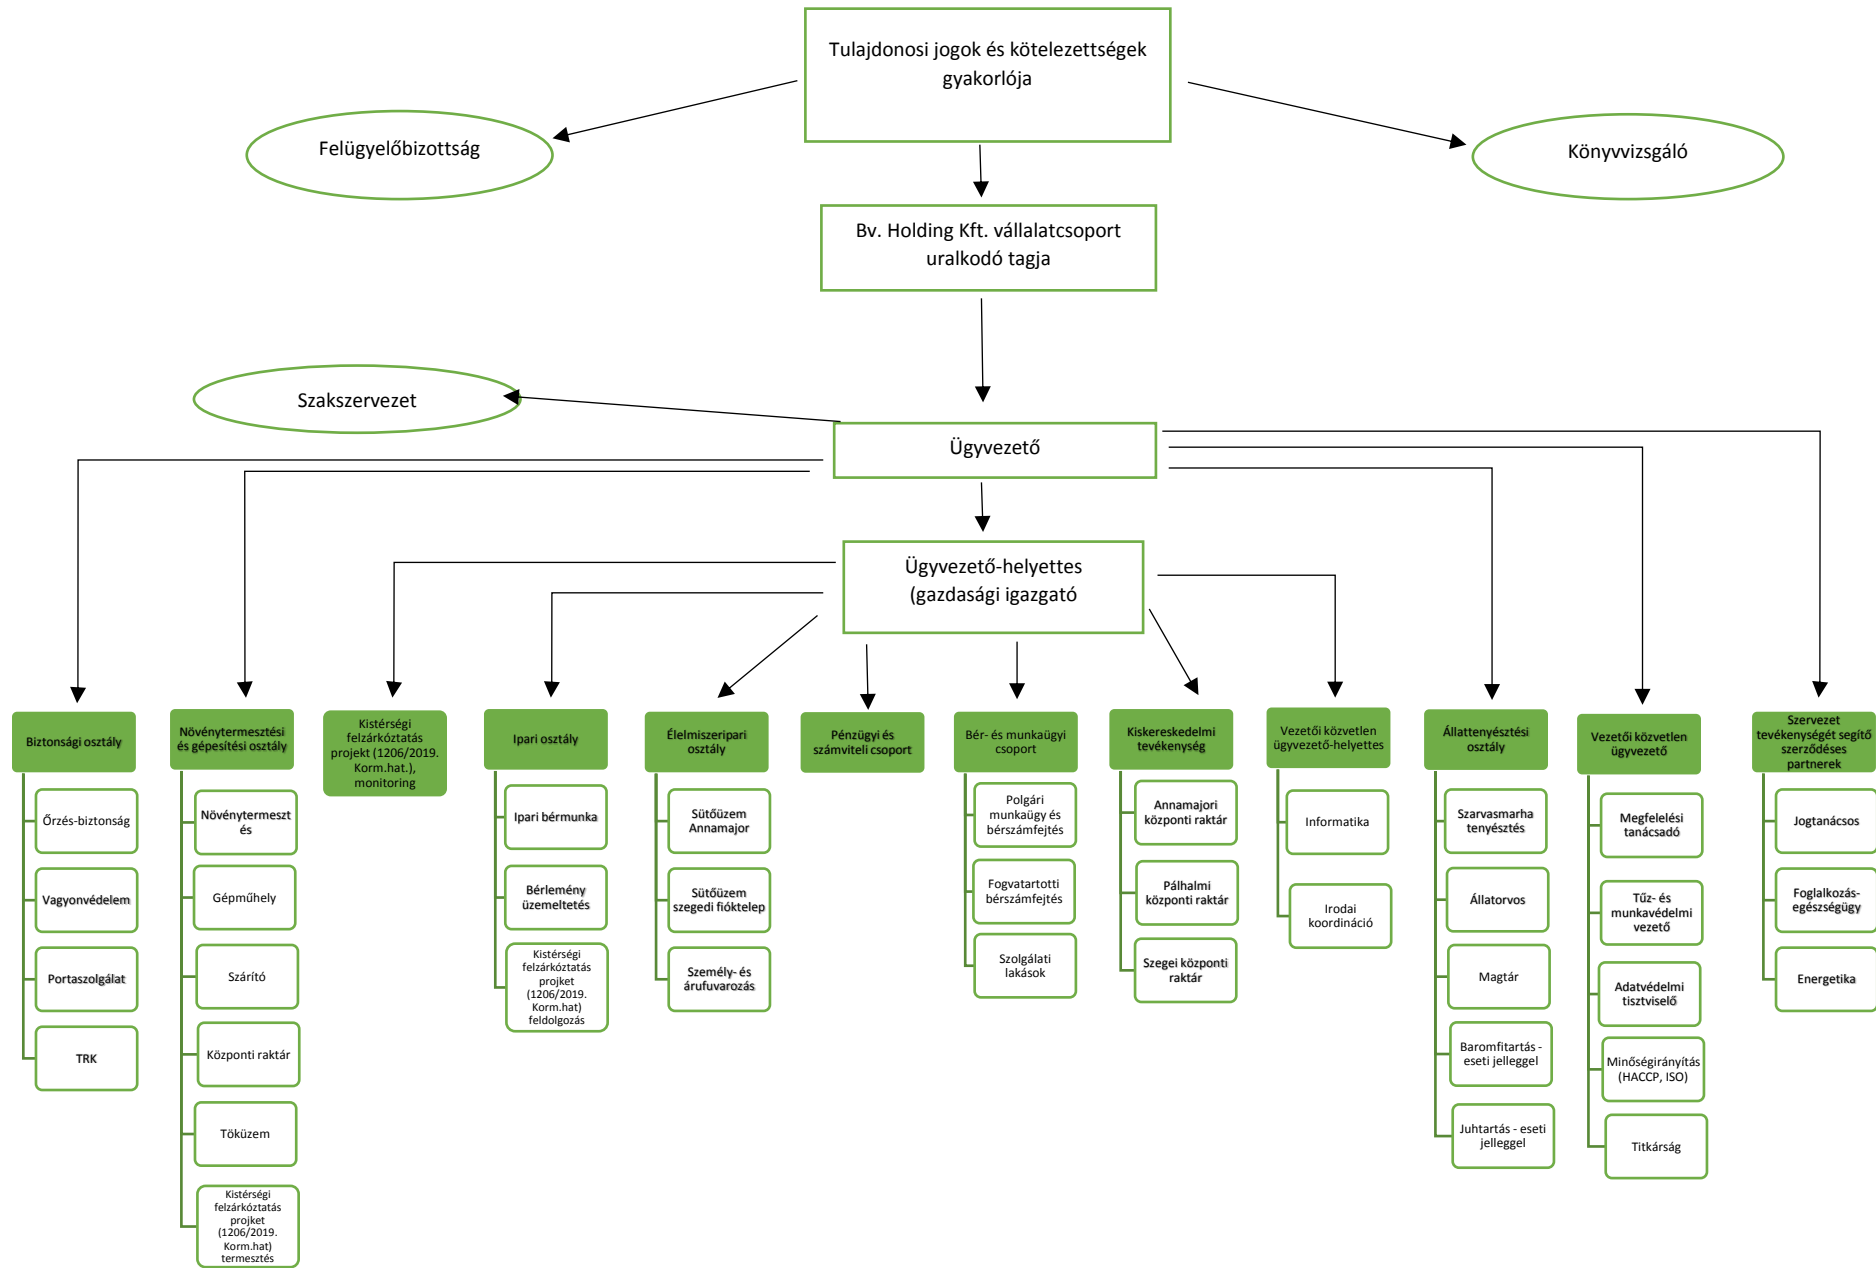 Tulajdonosi jogok és kötelezettségek
gyakorlója
Felügyelőbizottság
Könyvvizsgáló
Bv. Holding Kft. vállalatcsoport
uralkodó tagja
Szakszervezet
Ügyvezető
Ügyvezető-helyettes
(gazdasági igazgató
Biztonsági osztály
Őrzés-biztonság
Vagyonvédelem
Portaszolgálat
TRK
Növénytermesztési
és gépesítési osztály
Növénytermeszt
és
Gépműhely
Szárító
Központi raktár
Töküzem
Kistérségi
felzárkóztatás
projket
(1206/2019.
Korm.hat)
termesztés
Kistérségi
felzárkóztatás
projekt (1206/2019.
Korm.hat.),
monitoring
Ipari osztály
Ipari bérmunka
Bérlemény
üzemeltetés
Kistérségi
felzárkóztatás
projket
(1206/2019.
Korm.hat)
feldolgozás
Élelmiszeripari
osztály
Sütőüzem
Annamajor
Sütőüzem
szegedi fióktelep
Személy- és
árufuvarozás
Pénzügyi és
számviteli csoport
Bér- és munkaügyi
csoport
Polgári
munkaügy és
bérszámfejtés
Fogvatartotti
bérszámfejtés
Szolgálati
lakások
Kiskereskedelmi
tevékenység
Annamajori
központi raktár
Pálhalmi
központi raktár
Szegei központi
raktár
Vezetői közvetlen
ügyvezető-helyettes
Informatika
Irodai
koordináció
Állattenyésztési
osztály
Szarvasmarha
tenyésztés
Állatorvos
Magtár
Baromfitartás -
eseti jelleggel
Juhtartás - eseti
jelleggel
Vezetői közvetlen
ügyvezető
Megfelelési
tanácsadó
Tűz- és
munkavédelmi
vezető
Adatvédelmi
tisztviselő
Minőségirányítás
(HACCP, ISO)
Titkárság
Szervezet
tevékenységét segítő
szerződéses
partnerek
Jogtanácsos
Foglalkozás-
egészségügy
Energetika